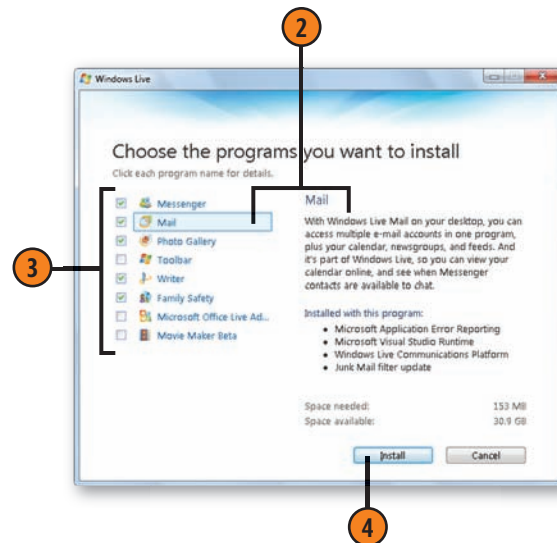 2
Windows Live
Choose the programs you want to install
Click each program name for details.
Messenger
Mail
Photo Gallery
Toolbar
Writer
Family Safety
Microsoft Office Live Ad...
Movie Maker Beta
3
Mail
With Windows Live Mail on your desktop, you can
access multiple e-mail accounts in one program,
plus your calendar, newsgroups, and feeds. And
it's part of Windows Live, so you can view your
calendar online, and see when Messenger
contacts are available to chat.
Installed with this program:
• Microsoft Application Error Reporting
• Microsoft Visual Studio Runtime
• Windows Live Communications Platform
• Junk Mail filter update
Space needed: 153 MB
Space available: 30.9 GB
Install Cancel
4